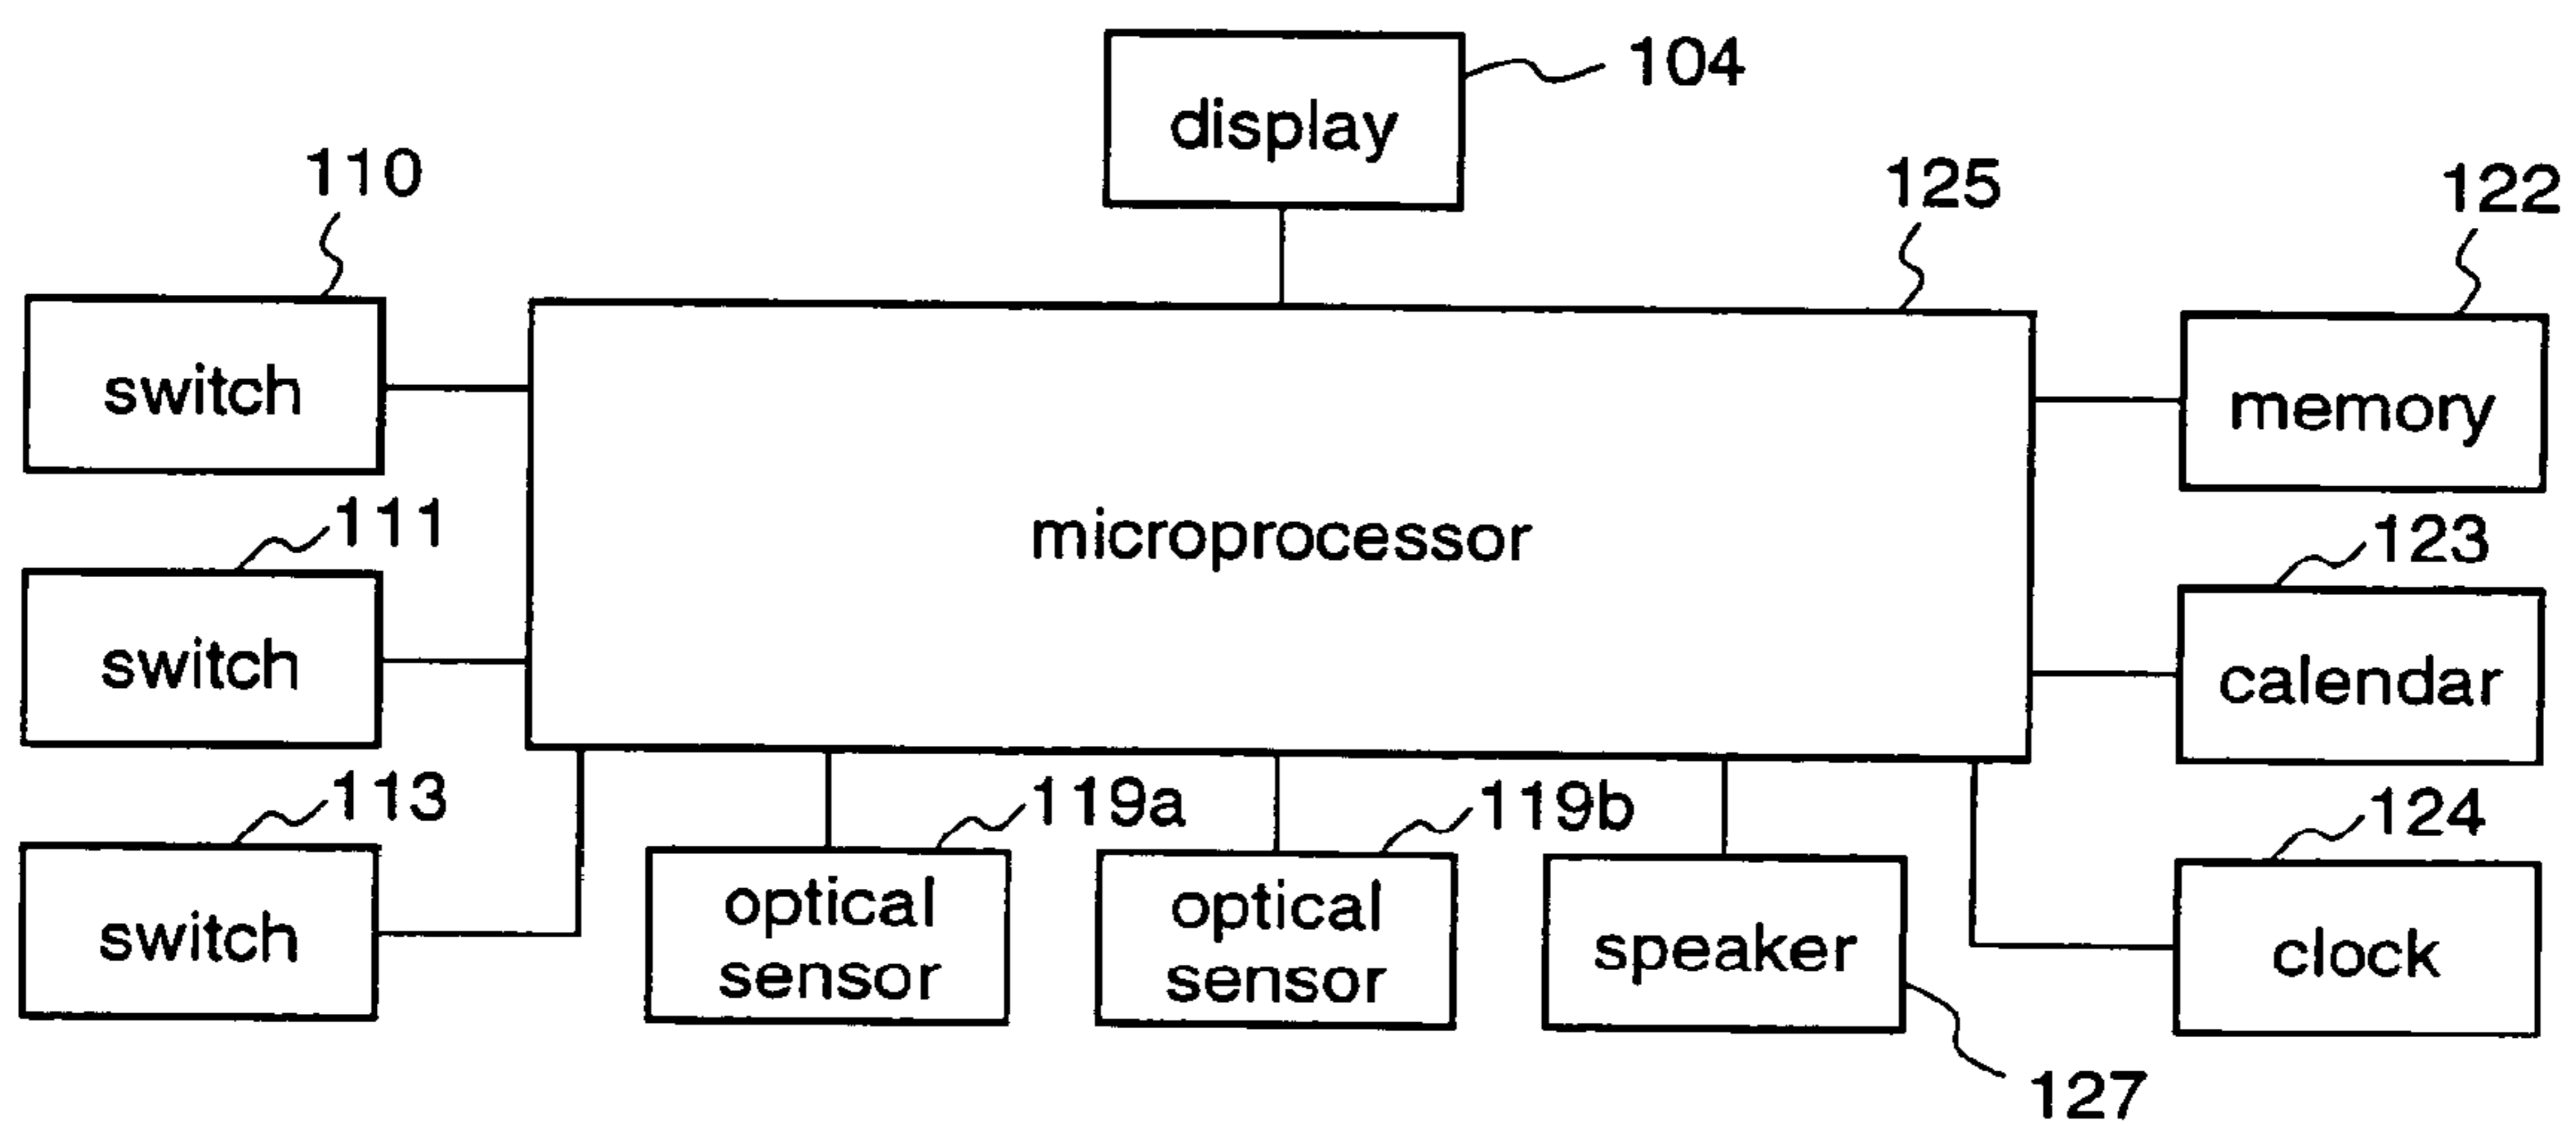 104
display
110
125
122
switch
memory
microprocessor
111
123
switch
calendar
113
119a
119b
124
switch
optical
sensor
optical
sensor
speaker
clock
127